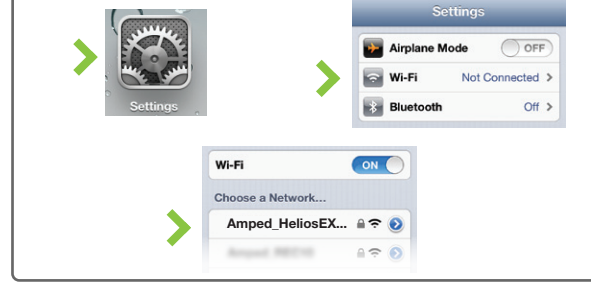 Settings
Settings
Airplane Mode OFF
Wi-Fi Not Connected
Bluetooth Off
Wi-Fi ON
Choose a Network...
Amped_HeliosEX...